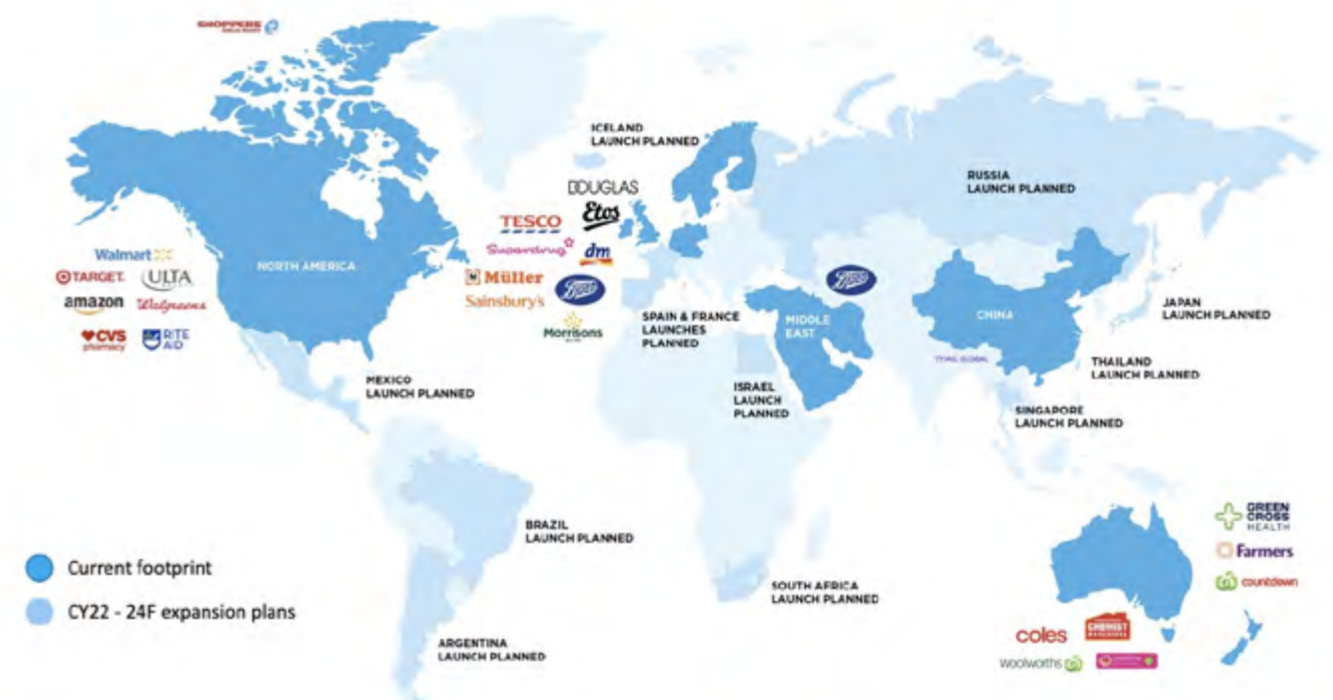 SHOPPERS
ICELAND
LAUNCH PLANNED
RUSSIA
LAUNCH PLANNED
DOUGLAS
TESCO
Etos
Superdrug
dm
Müller
Boots
Sainsbury's
Morrisons
Walmart
TARGET.
ULTA
amazon
Walgreens
CVS
pharmacy
RITE
AID
NORTH AMERICA
SPAIN & FRANCE
LAUNCHES
PLANNED
Boots
MIDDLE
EAST
CHINA
JAPAN
LAUNCH PLANNED
TMALL GLOBAL
THAILAND
LAUNCH PLANNED
MEXICO
LAUNCH PLANNED
ISRAEL
LAUNCH
PLANNED
SINGAPORE
LAUNCH PLANNED
BRAZIL
LAUNCH PLANNED
GREEN
CROSS
HEALTH
Farmers
countdown
Current footprint
CY22 - 24F expansion plans
SOUTH AFRICA
LAUNCH PLANNED
ARGENTINA
LAUNCH PLANNED
coles
CHEMIST
WAREHOUSE
woolworths